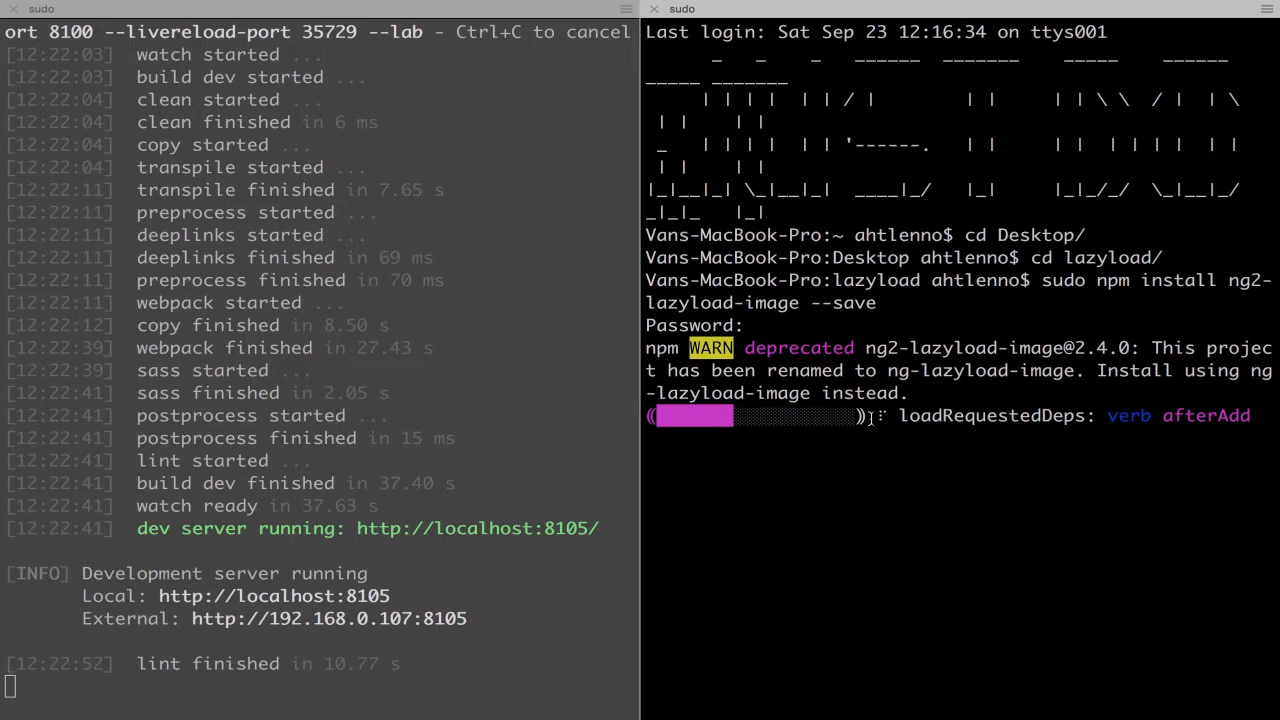 sudo
ort 8100 --livereload-port 35729 --lab - Ctrl+C to cancel
[12:22:03] watch started ...
[12:22:03] build dev started ...
[12:22:04] clean started ...
[12:22:04] clean finished in 6 ms
[12:22:04] copy started ...
[12:22:04] transpile started ...
[12:22:11] transpile finished in 7.65 s
[12:22:11] preprocess started ...
[12:22:11] deeplinks started ...
[12:22:11] deeplinks finished in 69 ms
[12:22:11] preprocess finished in 70 ms
[12:22:11] webpack started ...
[12:22:12] copy finished in 8.50 s
[12:22:39] webpack finished in 27.43 s
[12:22:39] sass started ...
[12:22:39] sass finished in 2.05 s
[12:22:41] postprocess started ...
[12:22:41] postprocess finished in 15 ms
[12:22:41] lint started ...
[12:22:41] build dev finished in 37.40 s
[12:22:41] watch ready in 37.63 s
[12:22:41] dev server running: http://localhost:8105/
[INFO] Development server running
Local: http://localhost:8105
External: http://192.168.0.107:8105
[12:22:52] lint finished in 10.77 s
sudo
Last login: Sat Sep 23 12:16:34 on ttys001
Vans-MacBook-Pro:~ ahtlenno$ cd Desktop/
Vans-MacBook-Pro:Desktop ahtlenno$ cd lazyload/
Vans-MacBook-Pro:lazyload ahtlenno$ sudo npm install ng2-
lazyload-image --save
Password:
npm WARN deprecated ng2-lazyload-image@2.4.0: This projec
t has been renamed to ng-lazyload-image. Install using ng
-lazyload-image instead.
loadRequestedDeps: verb afterAdd